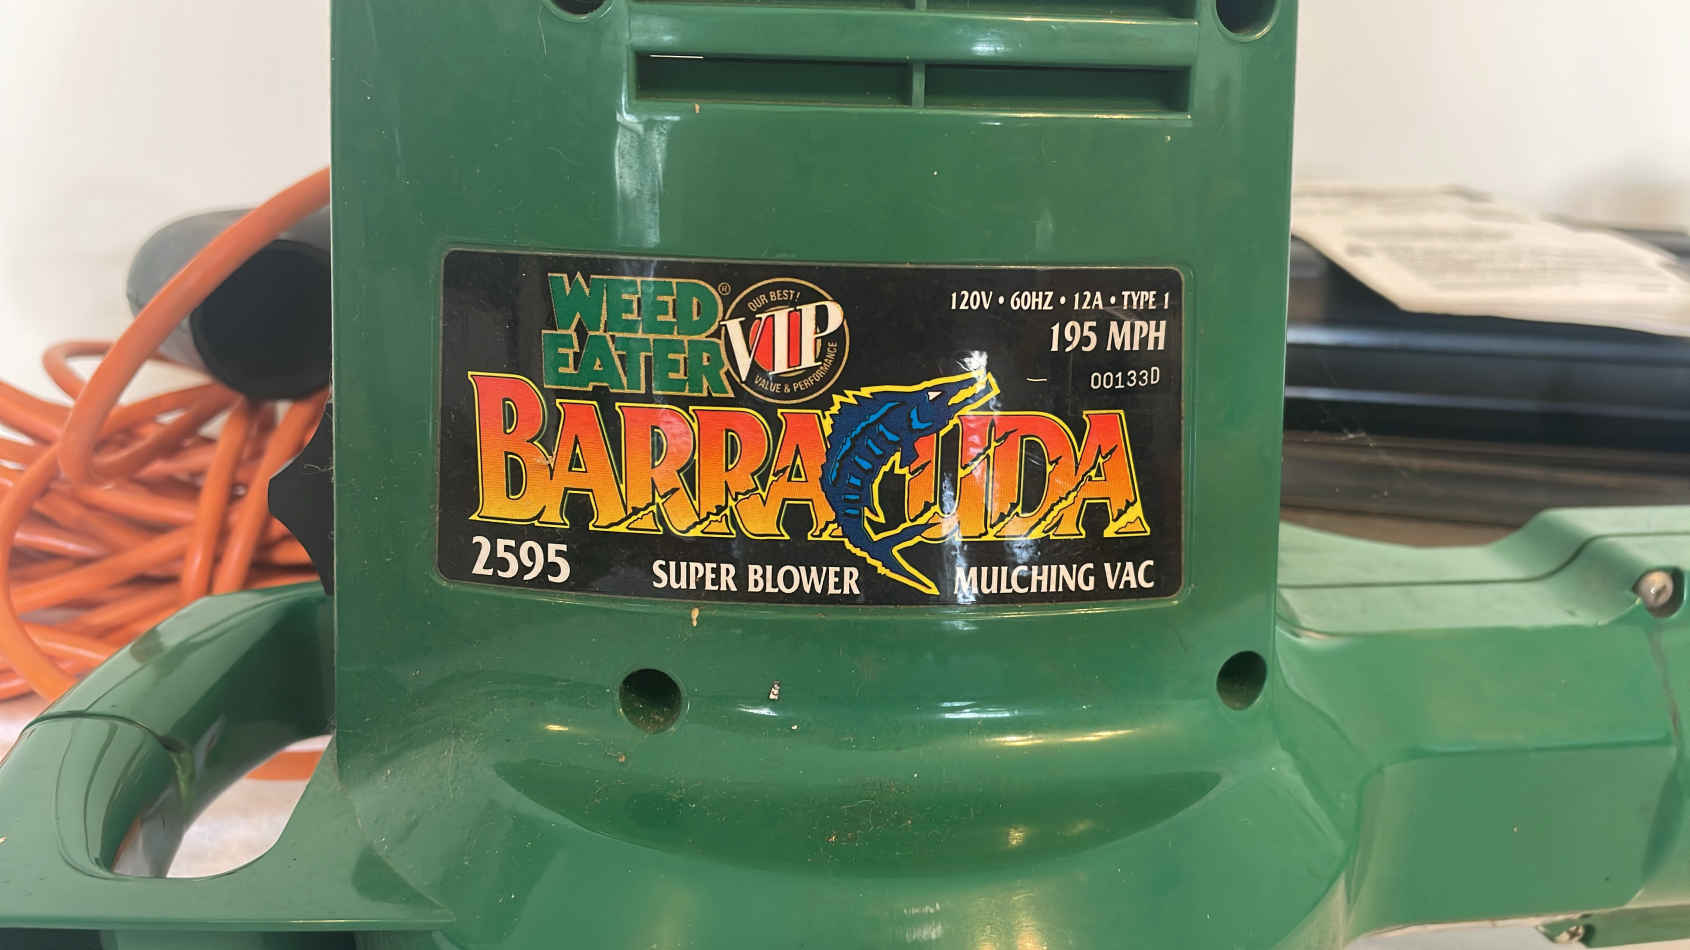 WEED
EATER®
OUR BEST!
VIP
VALUE & PERFORMANCE
120V • 60HZ • 12A • TYPE 1
195 MPH
00133D
BARRACUDA
2595
SUPER BLOWER
MULCHING VAC